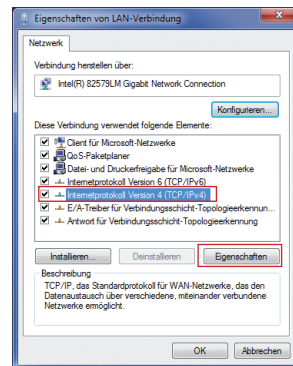 Eigenschaften von LAN-Verbindung
Netzwerk
Verbindung herstellen über:
Intel(R) 82579LM Gigabit Network Connection
Konfigurieren...
Diese Verbindung verwendet folgende Elemente:
Client für Microsoft-Netzwerke
QoS-Paketplaner
Datei- und Druckerfreigabe für Microsoft-Netzwerke
Internetprotokoll Version 6 (TCP/IPv6)
Internetprotokoll Version 4 (TCP/IPv4)
E/A-Treiber für Verbindungsschicht-Topologieerkennun...
Antwort für Verbindungsschicht-Topologieerkennung
Installieren... Deinstallieren Eigenschaften
Beschreibung
TCP/IP, das Standardprotokoll für WAN-Netzwerke, das den
Datenaustausch über verschiedene, miteinander verbundene
Netzwerke ermöglicht.
OK Abbrechen